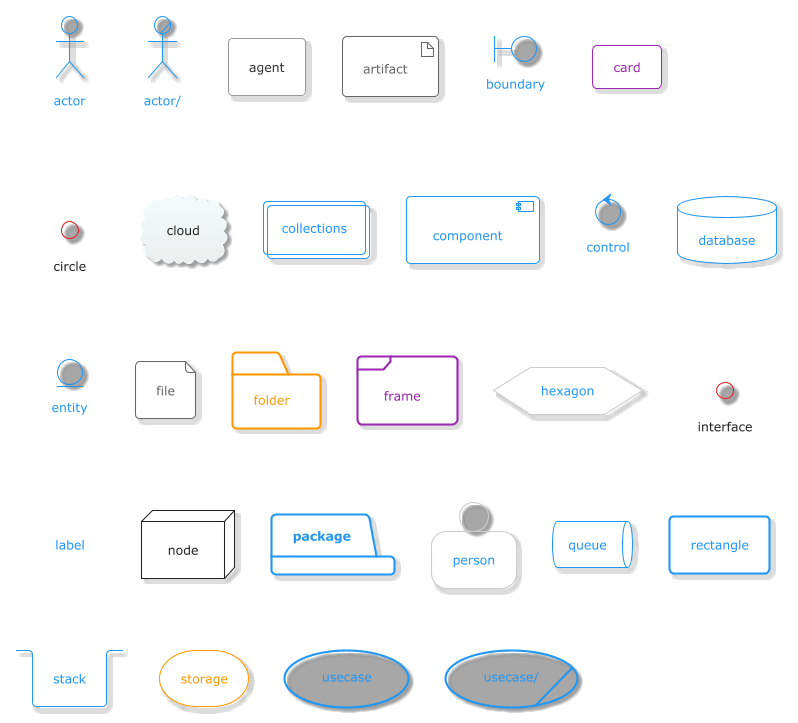 actor
actor/
agent
artifact
boundary
card
circle
cloud
collections
component
control
database
entity
file
folder
frame
hexagon
interface
label
node
package
person
queue
rectangle
stack
storage
usecase
usecase/